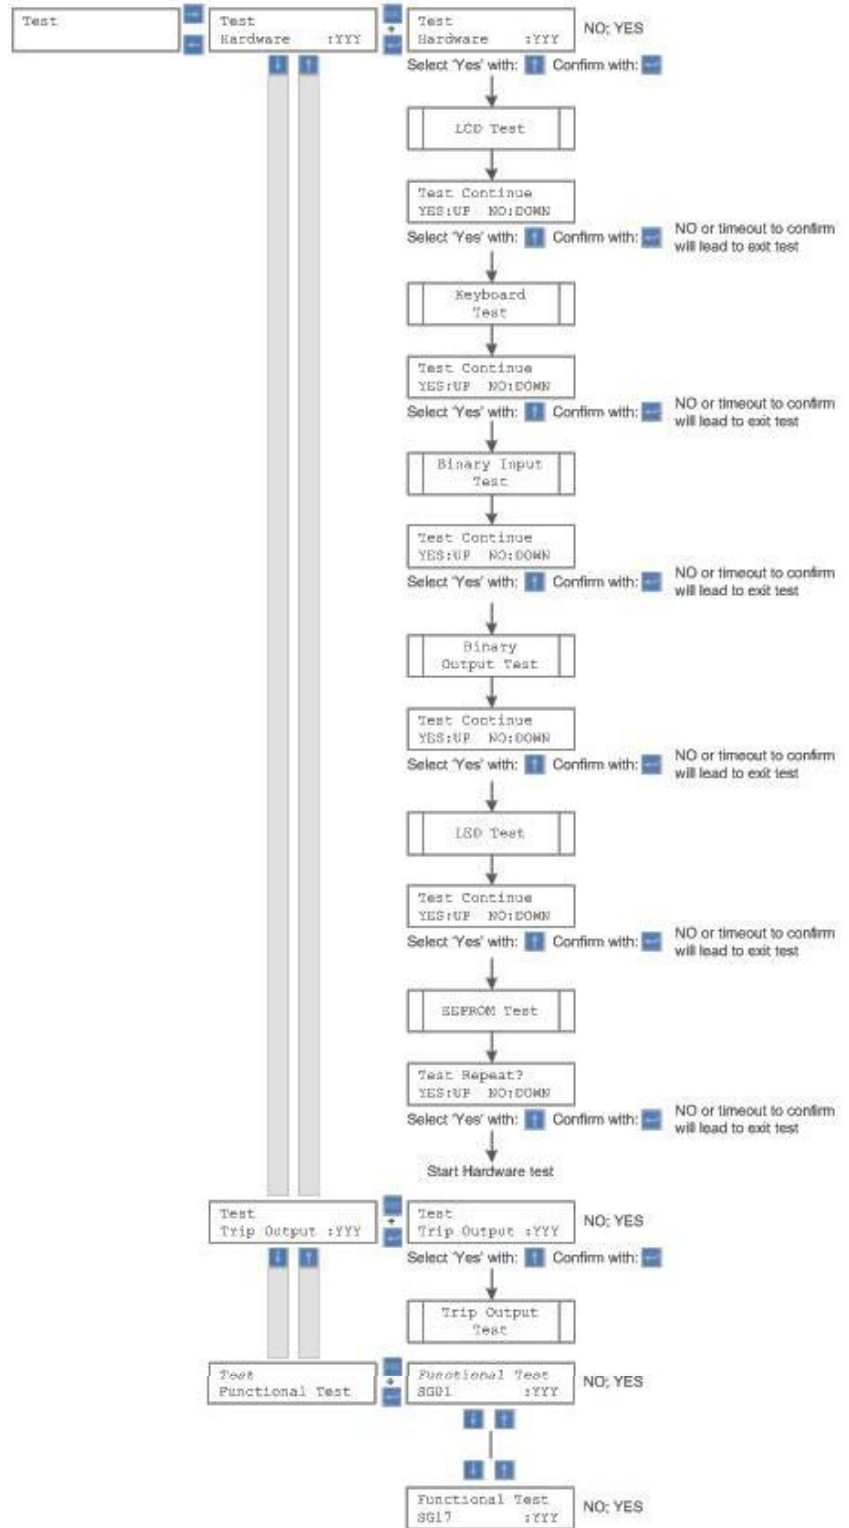 Test
Test
Hardware :YYY
Test
Hardware :YYY
NO; YES
Select 'Yes' with: Confirm with:
LCD Test
Test Continue
YES:UP NO:DOWN
Select 'Yes' with: Confirm with:
NO or timeout to confirm
will lead to exit test
Keyboard
Test
Test Continue
YES:UP NO:DOWN
Select 'Yes' with: Confirm with:
NO or timeout to confirm
will lead to exit test
Binary Input
Test
Test Continue
YES:UP NO:DOWN
Select 'Yes' with: Confirm with:
NO or timeout to confirm
will lead to exit test
Binary
Output Test
Test Continue
YES:UP NO:DOWN
Select 'Yes' with: Confirm with:
NO or timeout to confirm
will lead to exit test
LED Test
Test Continue
YES:UP NO:DOWN
Select 'Yes' with: Confirm with:
NO or timeout to confirm
will lead to exit test
EEPROM Test
Test Repeat?
YES:UP NO:DOWN
Select 'Yes' with: Confirm with:
NO or timeout to confirm
will lead to exit test
Start Hardware test
Test
Trip Output :YYY
Test
Trip Output :YYY
NO; YES
Select 'Yes' with: Confirm with:
Trip Output
Test
Test
Functional Test
Functional Test
SG01 :YYY
NO; YES
Functional Test
SG17 :YYY
NO; YES